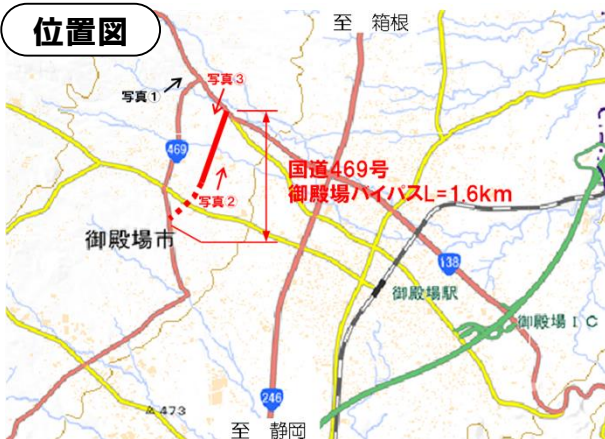 位置図
至 箱根
写真3
写真①
469
国道469号
御殿場バイパスL=1.6km
写真2
御殿場市
138
御殿場駅
御殿場IC
246
473
至 静岡